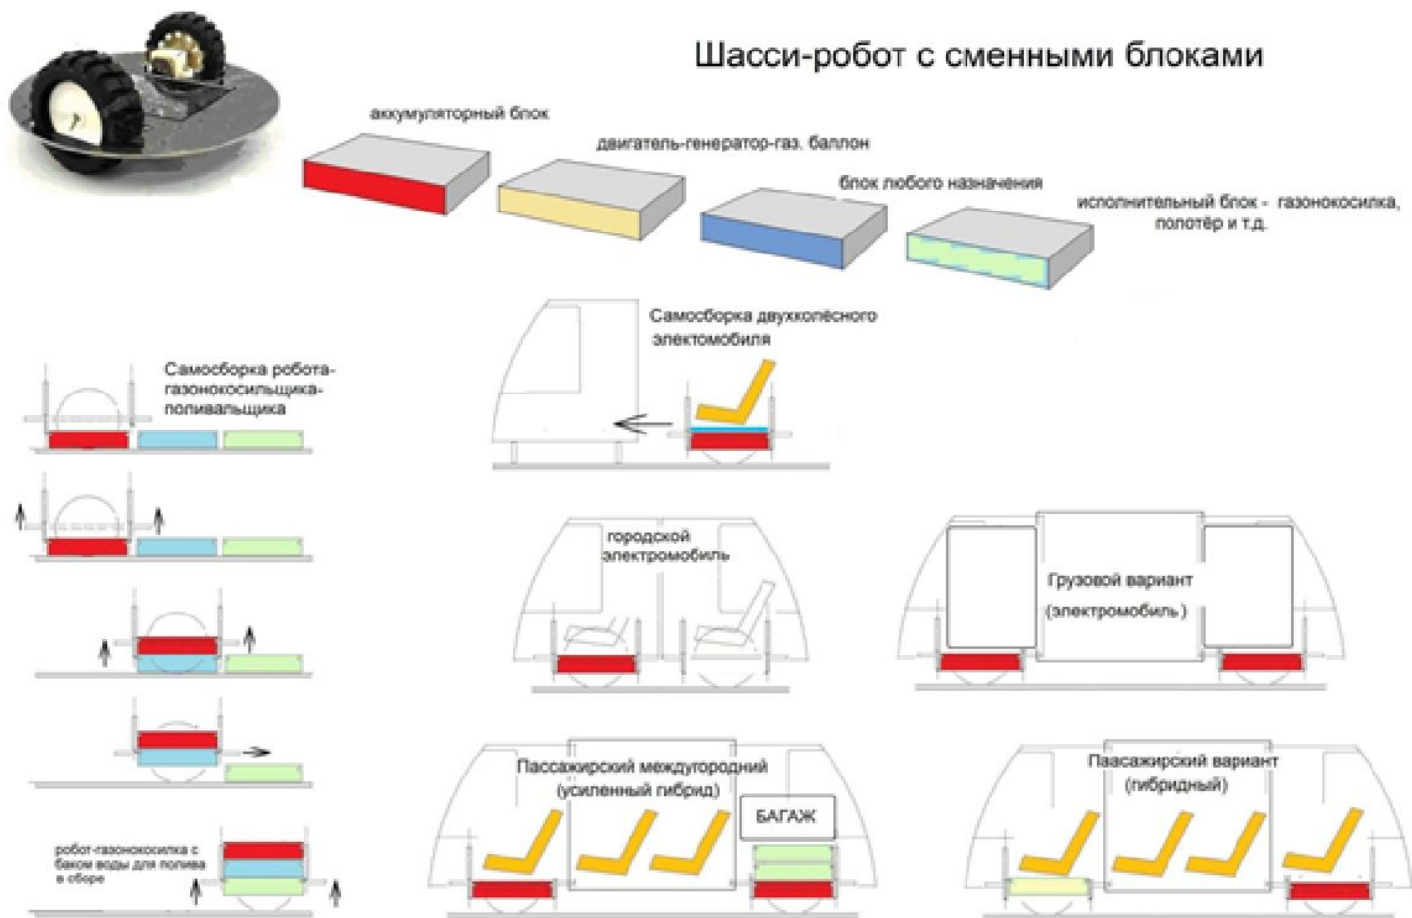 Шасси-робот с сменными блоками
аккумуляторный блок
двигатель-генератор-газ. баллон
блок любого назначения
исполнительный блок - газонокосилка,
полотёр и т.д.
Самосборка двухколёсного
электомобиля
Самосборка робота-
газонокосильщика-
поливальщика
городской
электромобиль
Грузовой вариант
(электромобиль)
Пассажирский междугородний
(усиленный гибрид)
БАГАЖ
Паасажирский вариант
(гибридный)
робот-газонокосилка с
баком воды для полива
в сборе